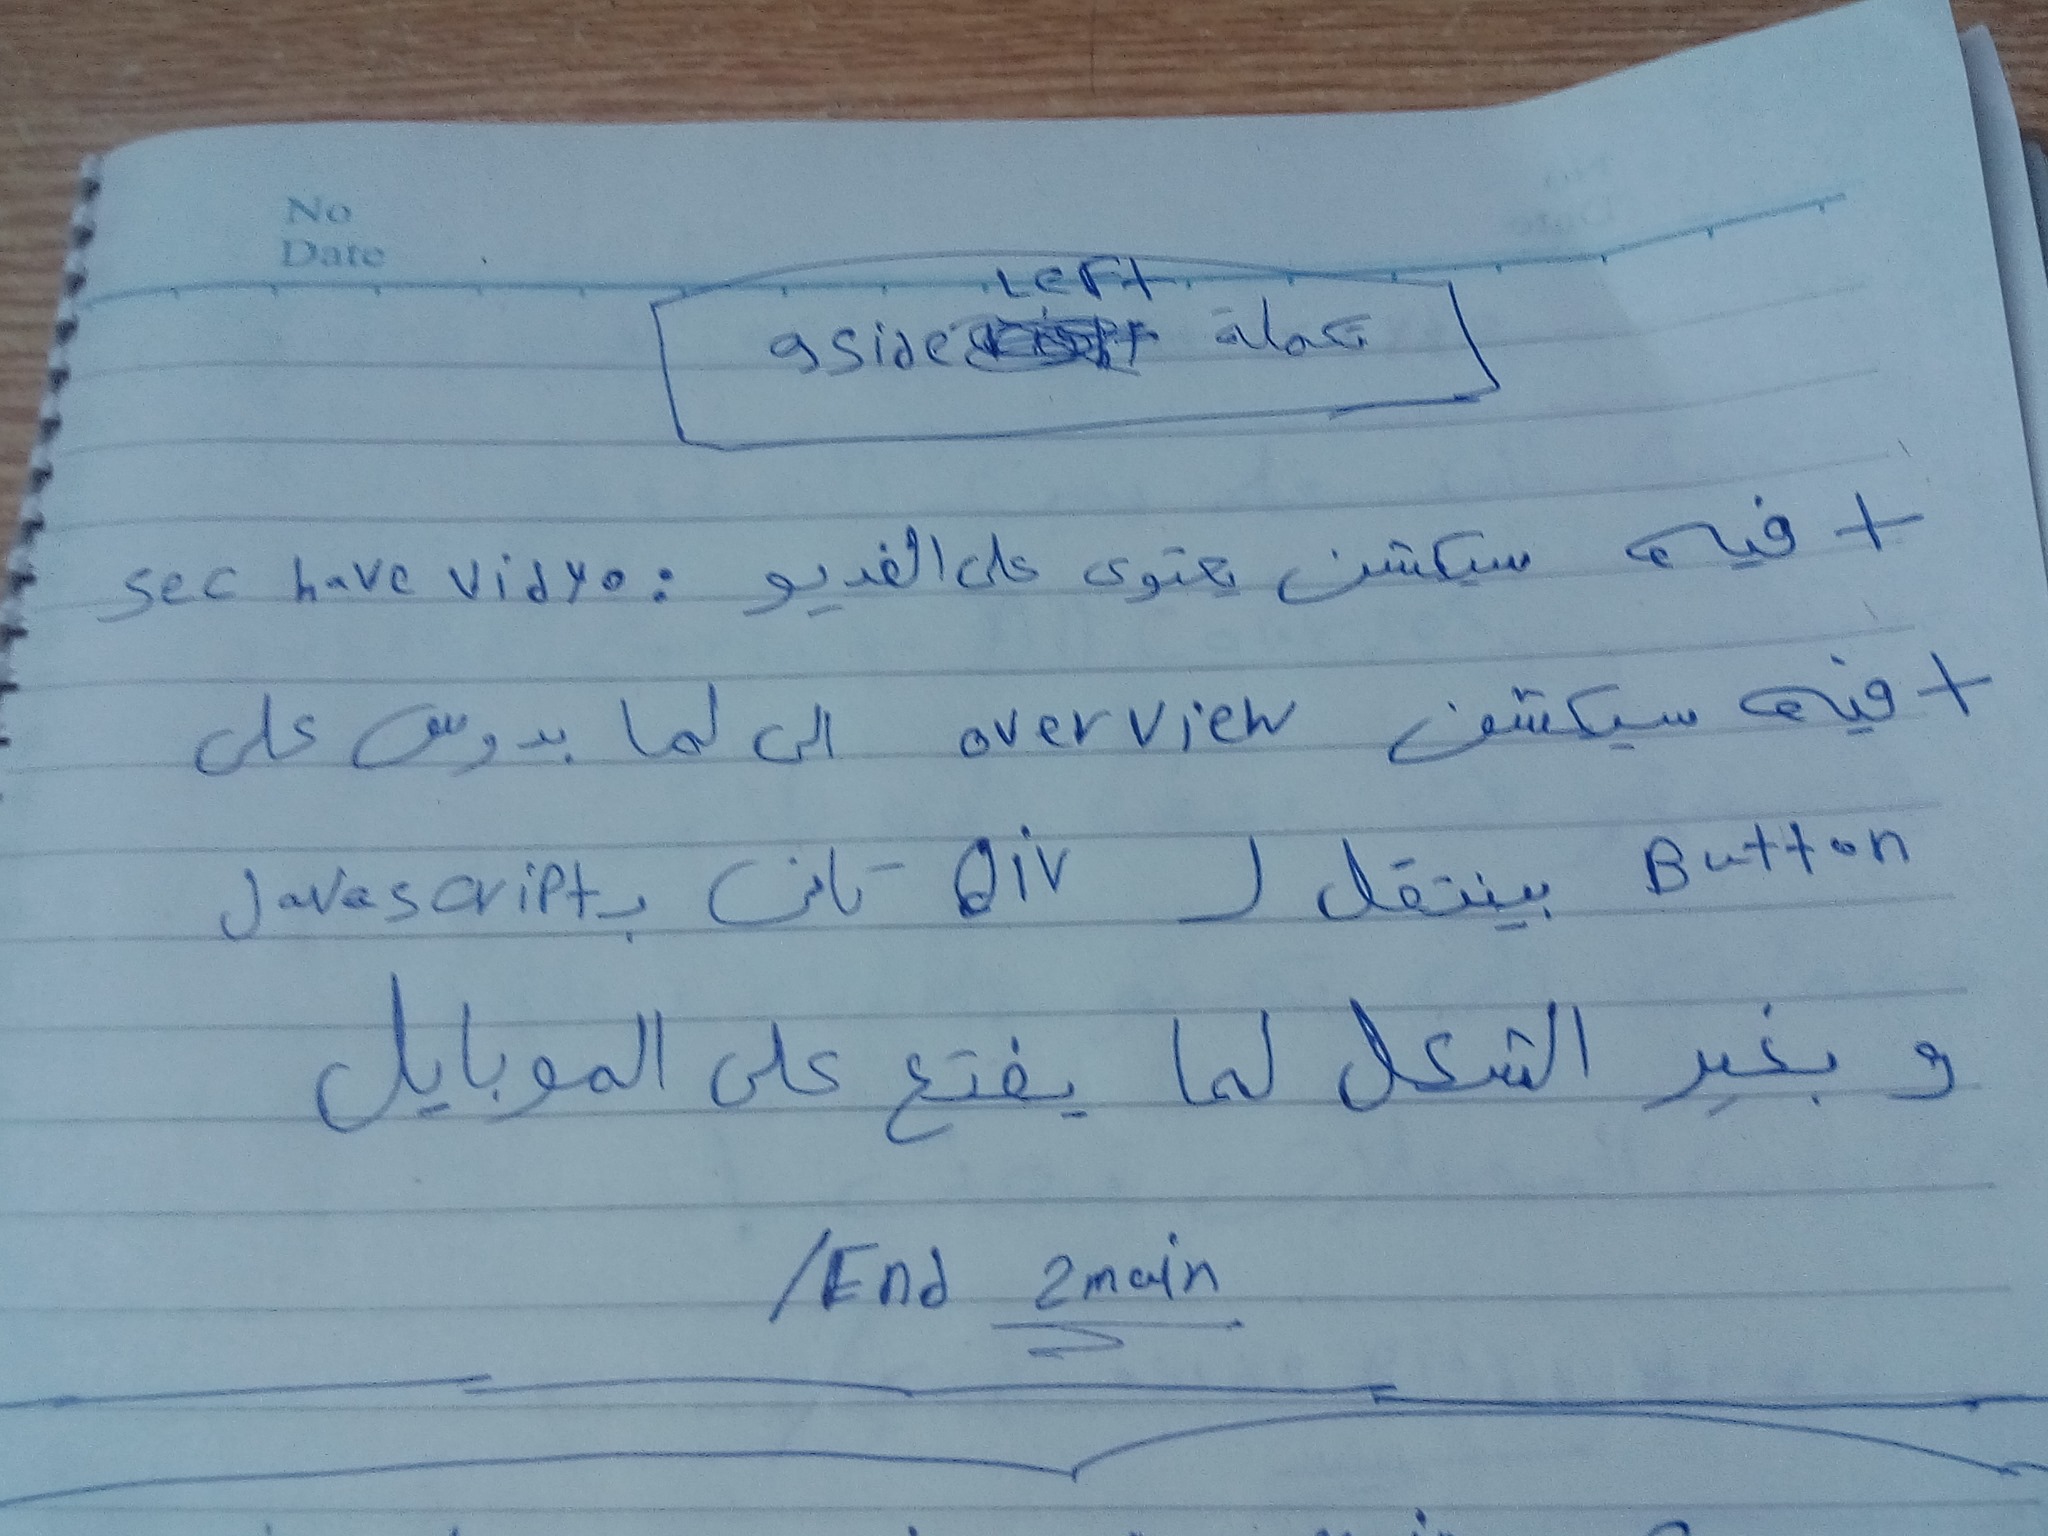 No
Date
Left
تكملة aside
+ فيه سيكشن يحتوى على الفديو : sec have vidyo
+ فيه سيكشن overview الى لما بدوس على
Button بينتقل لـ Div تانى بـ Javascript
و بغير الشكل لما يفتح على الموبايل
/End 2main